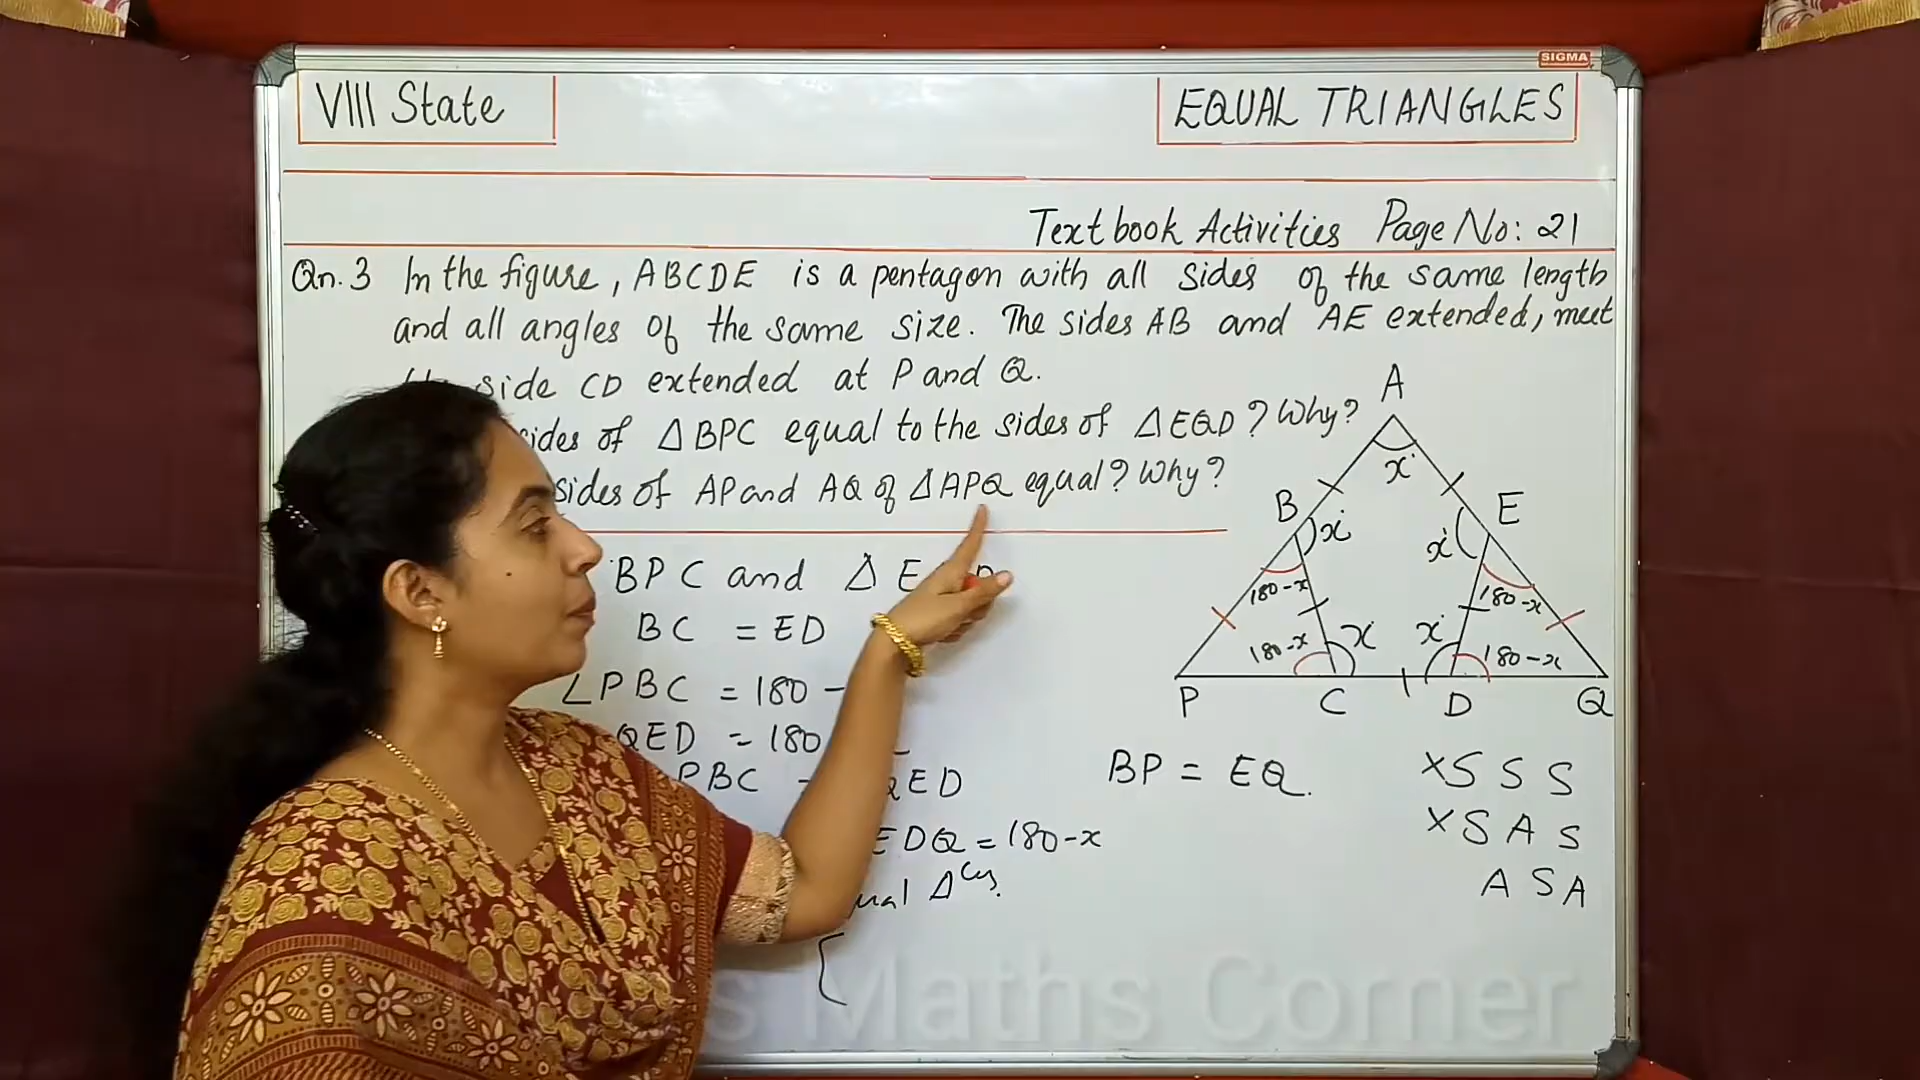 SIGMA
VIII State
EQUAL TRIANGLES
Textbook Activities Page No: 21
Qn. 3 In the figure, ABCDE is a pentagon with all sides of the same length
and all angles of the same size. The sides AB and AE extended, meet
side CD extended at P and Q.
sides of △BPC equal to the sides of △EQD? Why?
sides of AP and AQ of △APQ equal? Why?
A
x
B
E
x
x
180-x
180-x
180-x
x
x
180-x
P
C
D
Q
BPC and △ E
BC = ED
∠PBC = 180 -
QED = 180
PBC
QED
EDQ = 180-x
BP = EQ.
×S S S
×S A S
A S A
Maths Corner